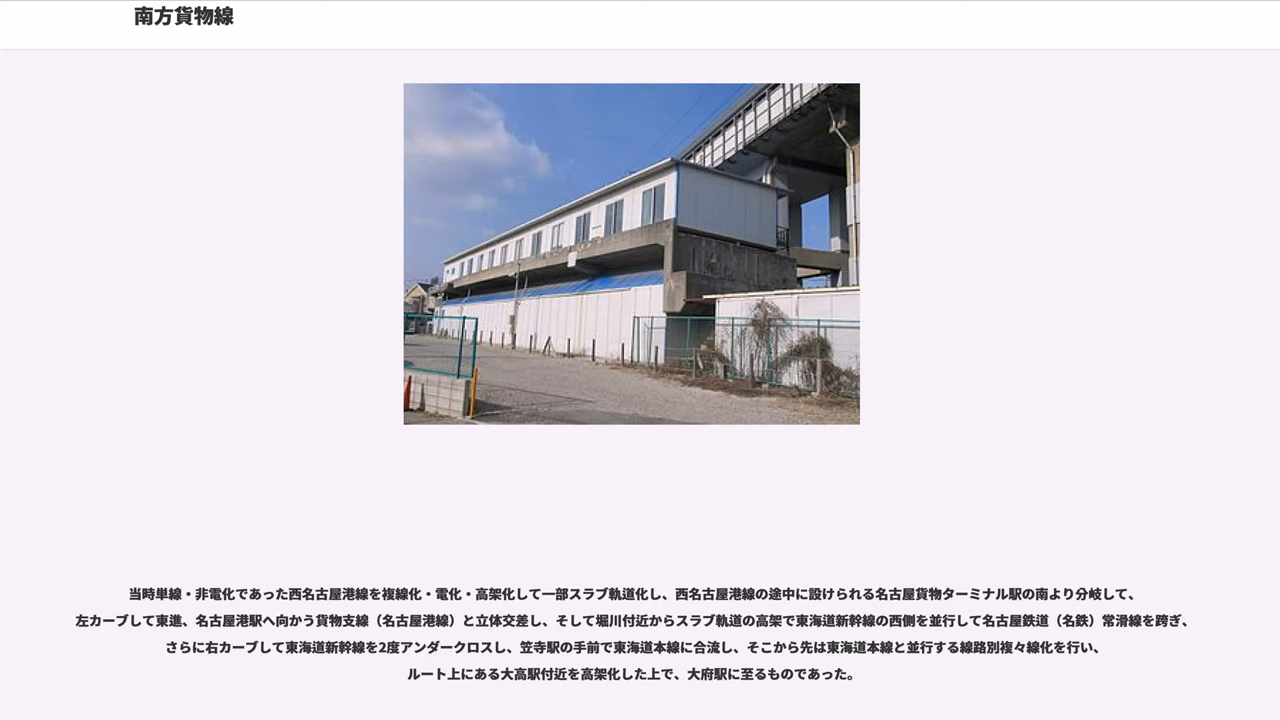 南方貨物線
当時単線・非電化であった西名古屋港線を複線化・電化・高架化して一部スラブ軌道化し、西名古屋港線の途中に設けられる名古屋貨物ターミナル駅の南より分岐して、
左カーブして東進、名古屋港駅へ向かう貨物支線（名古屋港線）と立体交差し、そして堀川付近からスラブ軌道の高架で東海道新幹線の西側を並行して名古屋鉄道（名鉄）常滑線を跨ぎ、
さらに右カーブして東海道新幹線を2度アンダークロスし、笠寺駅の手前で東海道本線に合流し、そこから先は東海道本線と並行する線路別複々線化を行い、
ルート上にある大高駅付近を高架化した上で、大府駅に至るものであった。